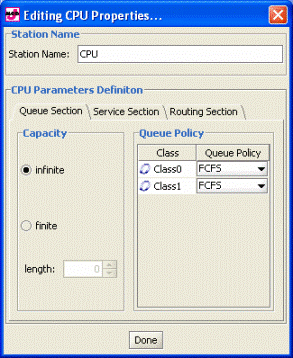 Editing CPU Properties...
Station Name
Station Name: CPU
CPU Parameters Definiton
Queue Section Service Section Routing Section
Capacity
infinite
finite
length: 0
Queue Policy
Class Queue Policy
Class0 FCFS
Class1 FCFS
Done